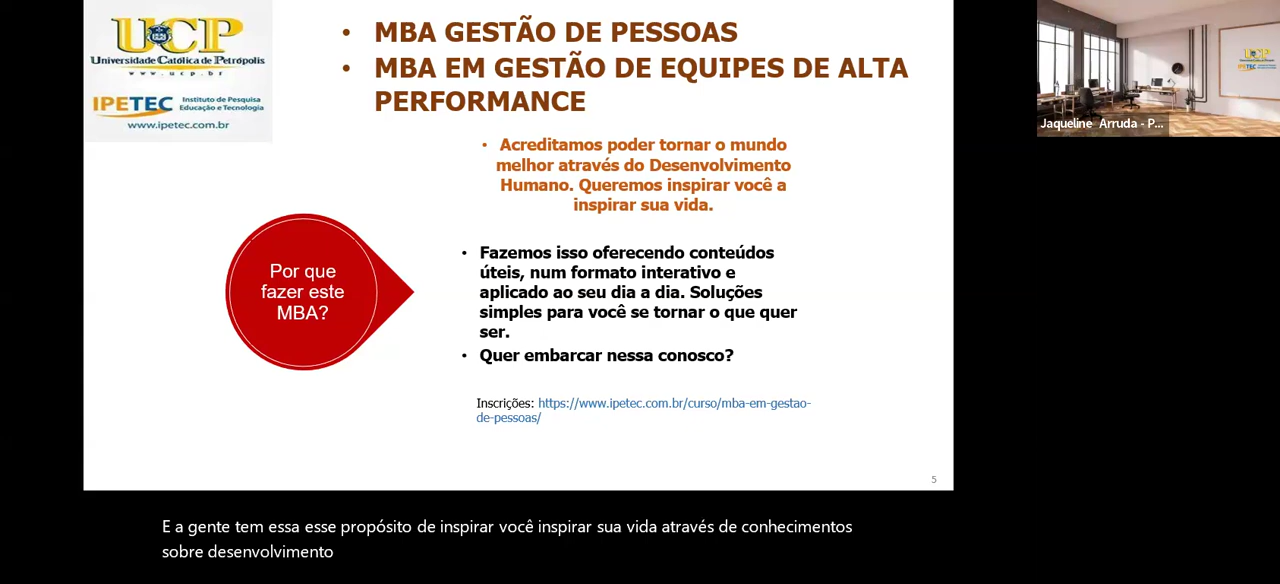 UCP
Universidade Católica de Petrópolis
www.ucp.br
IPETEC Instituto de Pesquisa
Educação e Tecnologia
www.ipetec.com.br
• MBA GESTÃO DE PESSOAS
• MBA EM GESTÃO DE EQUIPES DE ALTA
PERFORMANCE
• Acreditamos poder tornar o mundo
melhor através do Desenvolvimento
Humano. Queremos inspirar você a
inspirar sua vida.
Por que
fazer este
MBA?
• Fazemos isso oferecendo conteúdos
úteis, num formato interativo e
aplicado ao seu dia a dia. Soluções
simples para você se tornar o que quer
ser.
• Quer embarcar nessa conosco?
Inscrições: https://www.ipetec.com.br/curso/mba-em-gestao-
de-pessoas/
5
UCP
IPETEC
Jaqueline Arruda - P...
E a gente tem essa esse propósito de inspirar você inspirar sua vida através de conhecimentos
sobre desenvolvimento